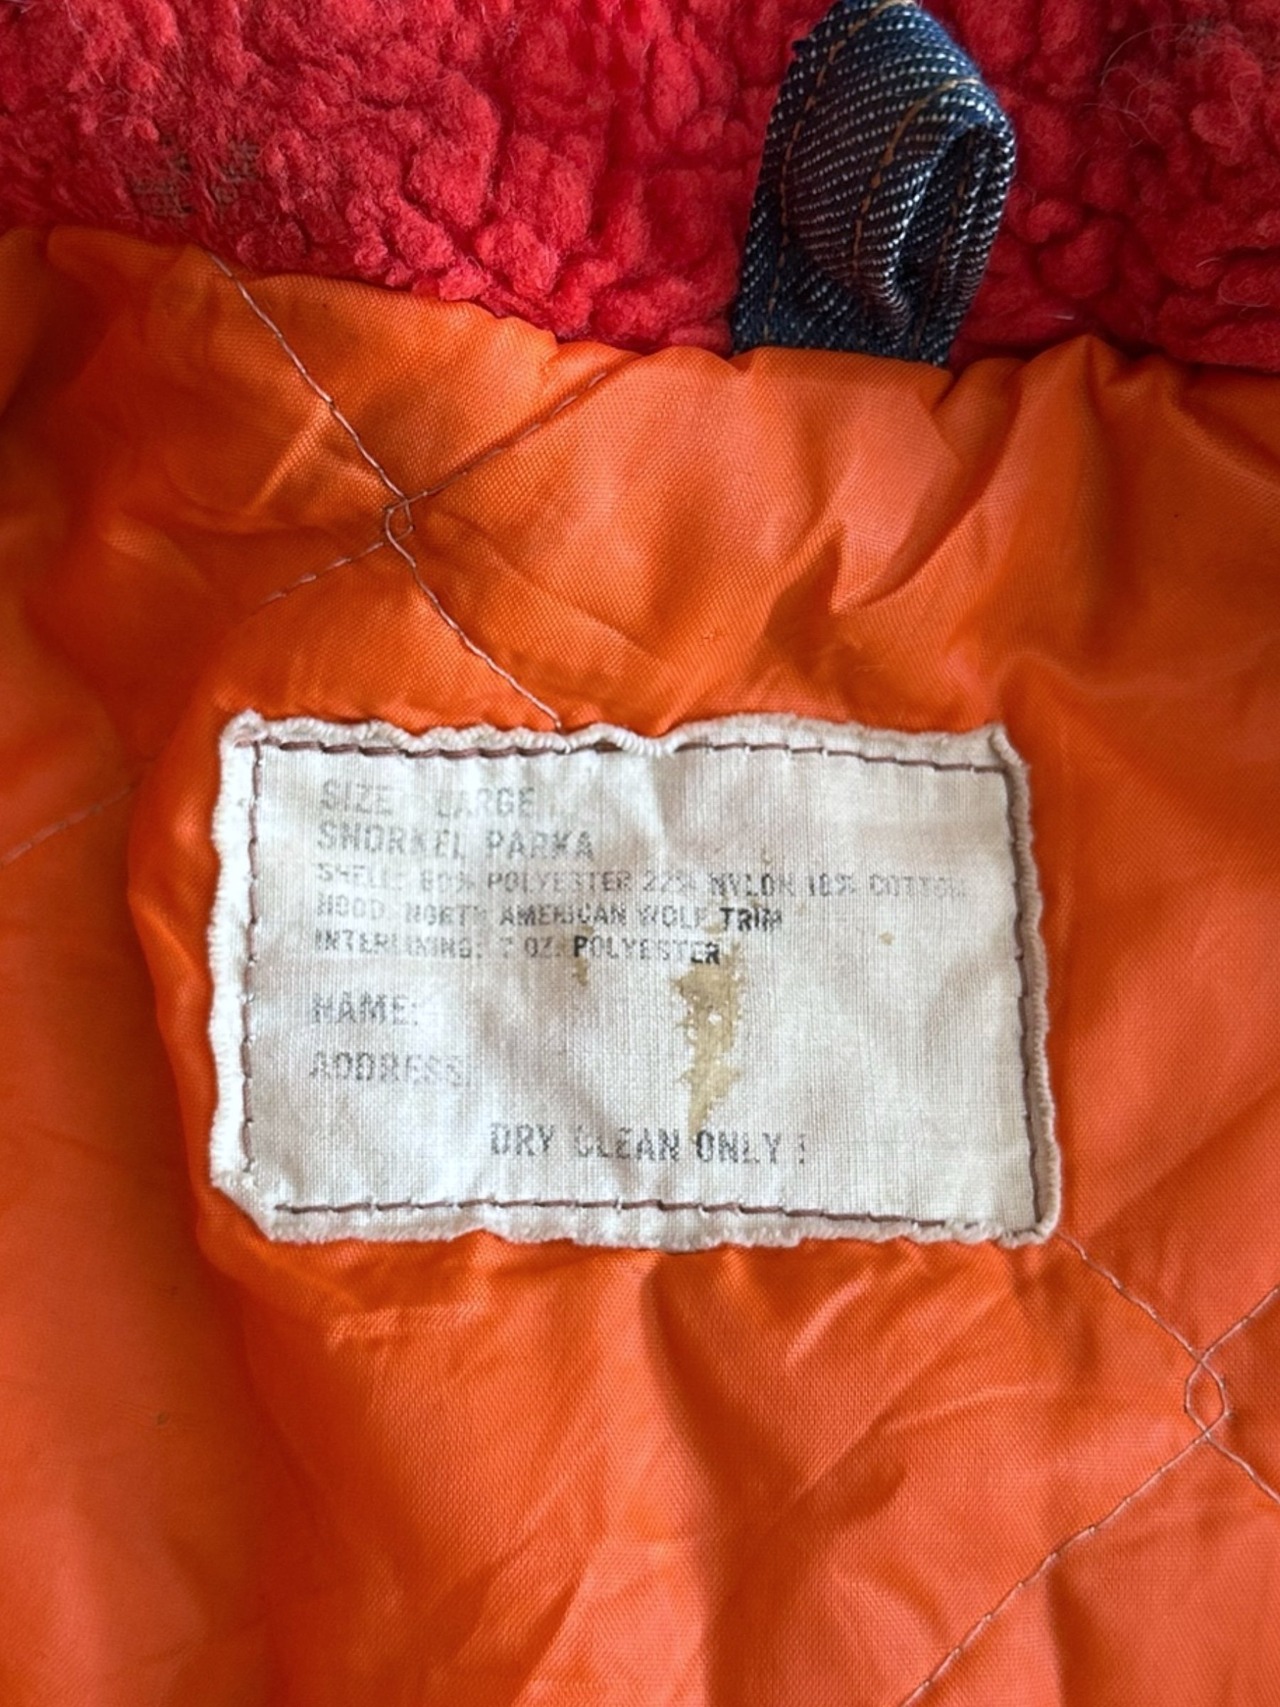 SIZE: LARGE
SNORKEL PARKA
SHELL: 60% POLYESTER 22% NYLON 18% COTTON
HOOD: NORTH AMERICAN WOLF TRIM
INTERLINING: 7 OZ. POLYESTER
NAME:
ADDRESS:
DRY CLEAN ONLY !